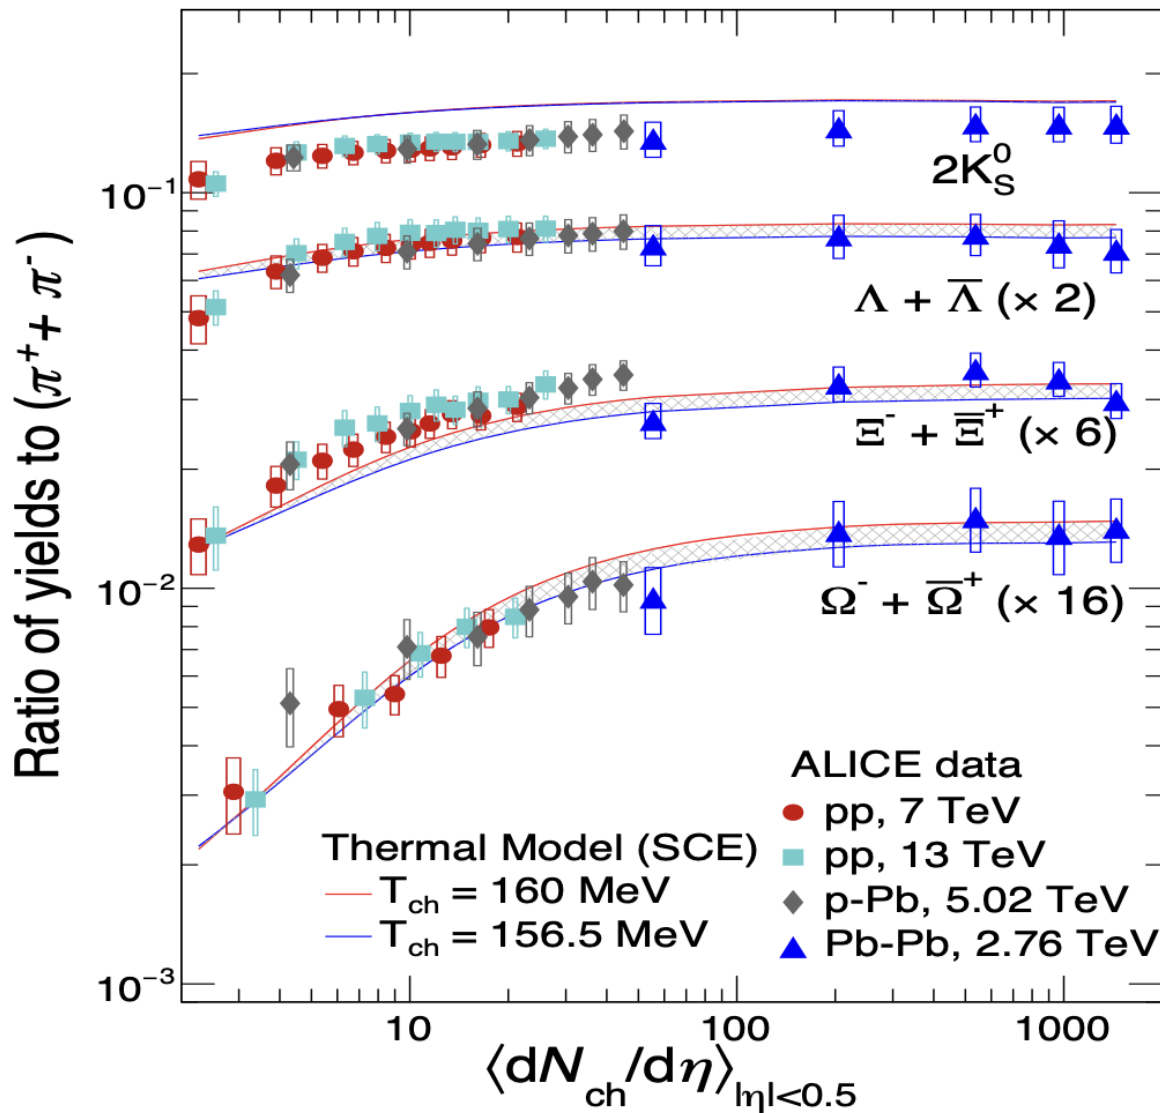 Ratio of yields to (π⁺+ π⁻)
10⁻¹
10⁻²
10⁻³
2K⁰_S
Λ + Λ̅ (× 2)
Ξ⁻ + Ξ̅⁺ (× 6)
Ω⁻ + Ω̅⁺ (× 16)
ALICE data
pp, 7 TeV
pp, 13 TeV
p-Pb, 5.02 TeV
Pb-Pb, 2.76 TeV
Thermal Model (SCE)
T_ch = 160 MeV
T_ch = 156.5 MeV
10
100
1000
⟨dN_ch/dη⟩_|η|<0.5